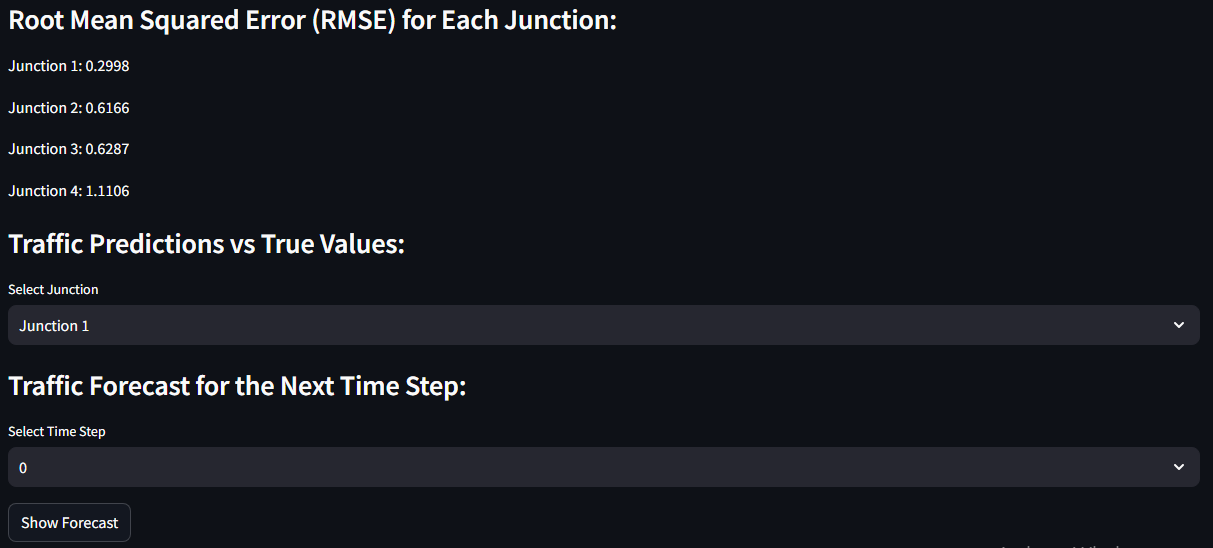 Root Mean Squared Error (RMSE) for Each Junction:
Junction 1: 0.2998
Junction 2: 0.6166
Junction 3: 0.6287
Junction 4: 1.1106
Traffic Predictions vs True Values:
Select Junction
Junction 1
Traffic Forecast for the Next Time Step:
Select Time Step
0
Show Forecast